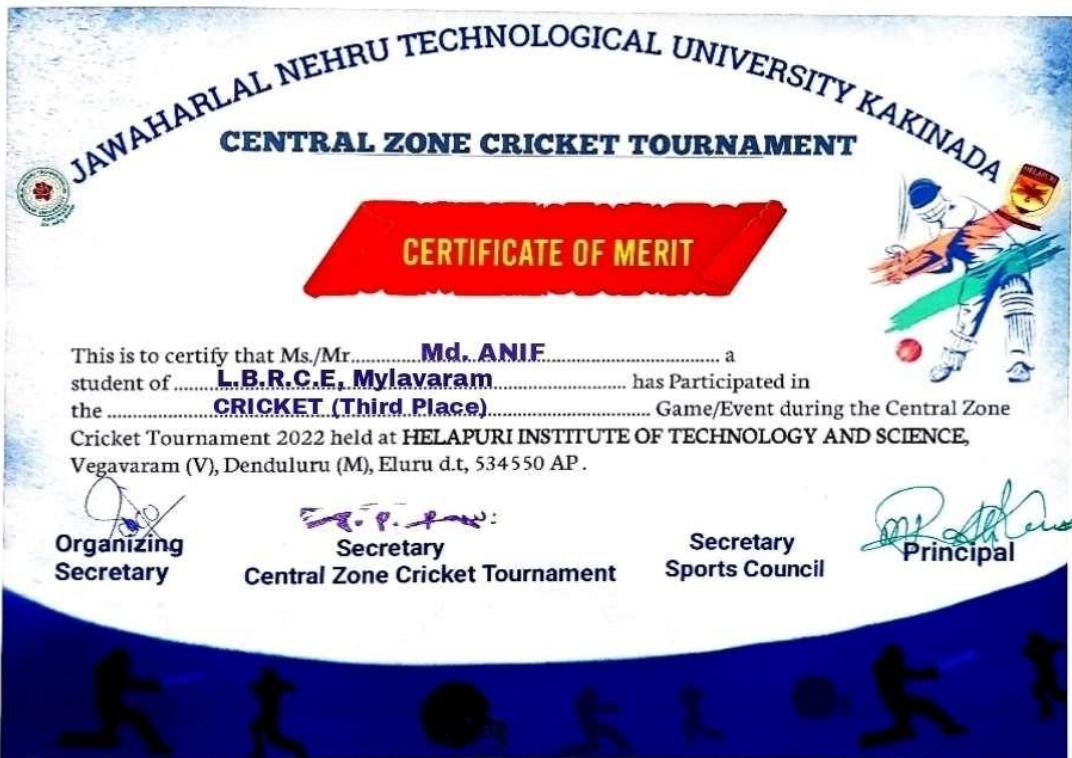 JAWAHARLAL NEHRU TECHNOLOGICAL UNIVERSITY KAKINADA
CENTRAL ZONE CRICKET TOURNAMENT
HELAPURI
CERTIFICATE OF MERIT
This is to certify that Ms./Mr.......Md. ANIF............................ a
student of .......L.B.R.C.E, Mylavaram...................... has Participated in
the .................CRICKET (Third Place)........................... Game/Event during the Central Zone
Cricket Tournament 2022 held at HELAPURI INSTITUTE OF TECHNOLOGY AND SCIENCE,
Vegavaram (V), Denduluru (M), Eluru d.t, 534550 AP.
Organizing Secretary
Secretary
Central Zone Cricket Tournament
Secretary
Sports Council
Principal